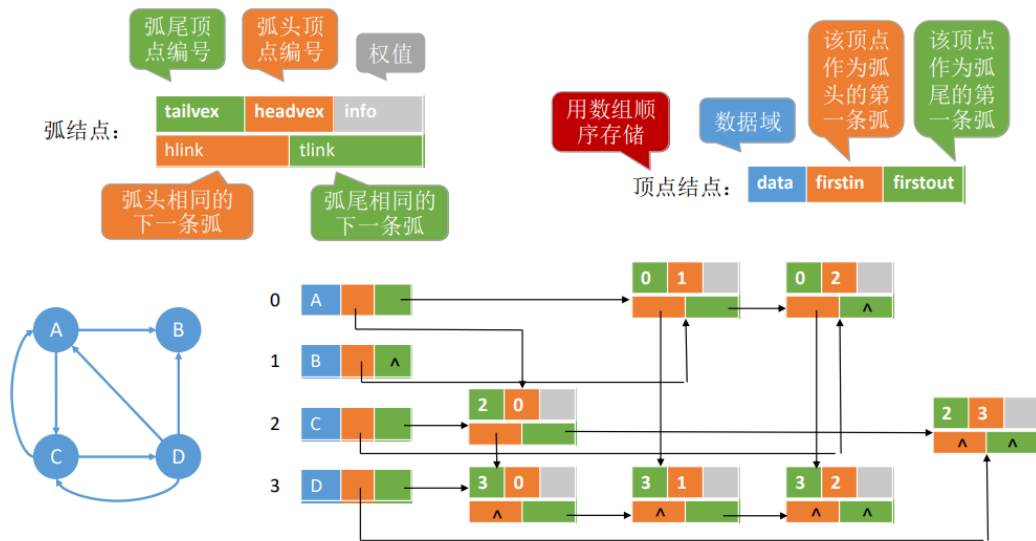 弧尾顶
点编号
弧头顶
点编号
权值
弧结点：
tailvex headvex info
hlink tlink
弧头相同的
下一条弧
弧尾相同的
下一条弧
用数组顺
序存储
数据域
该顶点
作为弧
头的第
一条弧
该顶点
作为弧
尾的第
一条弧
顶点结点：
data firstin firstout
A B
C D
0 A
0 1
0 2
^
1 B ^
2 C
2 0
2 3
^ ^
3 D
3 0
^
3 1
^
3 2
^ ^